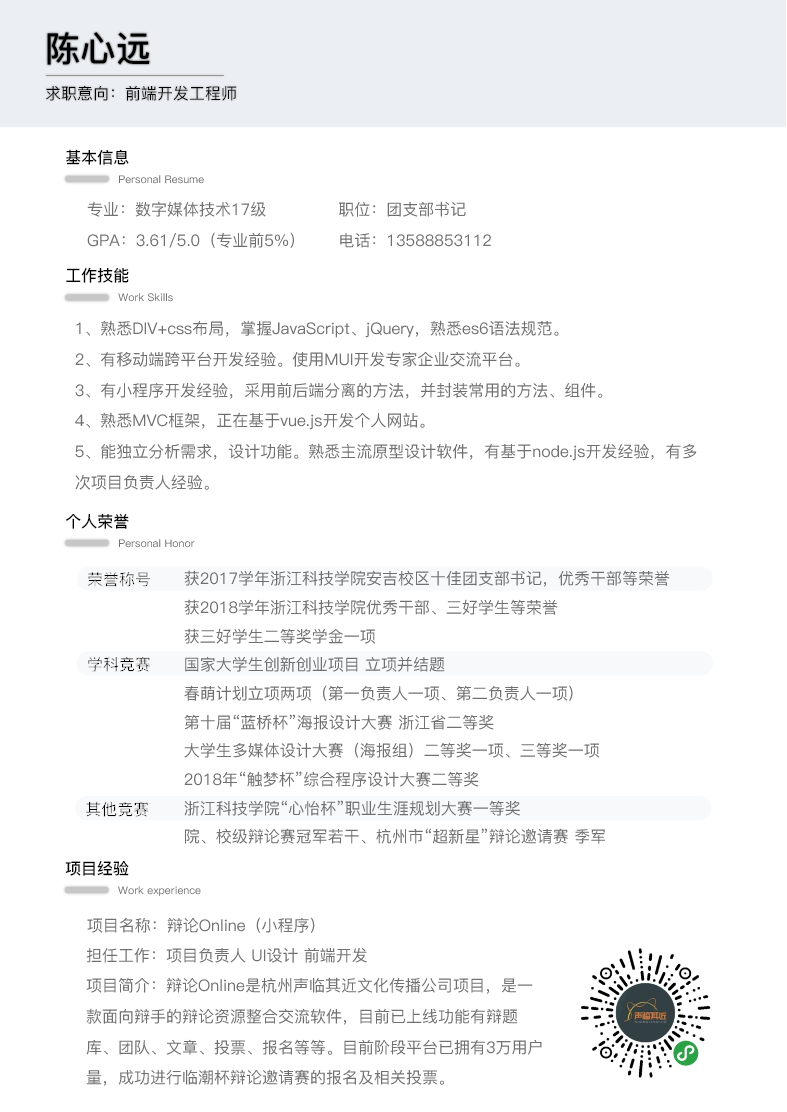 陈心远
求职意向：前端开发工程师
基本信息
Personal Resume
专业：数字媒体技术17级 职位：团支部书记
GPA：3.61/5.0（专业前5%） 电话：13588853112
工作技能
Work Skills
1、熟悉DIV+css布局，掌握JavaScript、jQuery，熟悉es6语法规范。
2、有移动端跨平台开发经验。使用MUI开发专家企业交流平台。
3、有小程序开发经验，采用前后端分离的方法，并封装常用的方法、组件。
4、熟悉MVC框架，正在基于vue.js开发个人网站。
5、能独立分析需求，设计功能。熟悉主流原型设计软件，有基于node.js开发经验，有多
次项目负责人经验。
个人荣誉
Personal Honor
荣誉称号 获2017学年浙江科技学院安吉校区十佳团支部书记，优秀干部等荣誉
获2018学年浙江科技学院优秀干部、三好学生等荣誉
获三好学生二等奖学金一项
学科竞赛 国家大学生创新创业项目 立项并结题
春萌计划立项两项（第一负责人一项、第二负责人一项）
第十届“蓝桥杯”海报设计大赛 浙江省二等奖
大学生多媒体设计大赛（海报组）二等奖一项、三等奖一项
2018年“触梦杯”综合程序设计大赛二等奖
其他竞赛 浙江科技学院“心怡杯”职业生涯规划大赛一等奖
院、校级辩论赛冠军若干、杭州市“超新星”辩论邀请赛 季军
项目经验
Work experience
项目名称：辩论Online（小程序）
担任工作：项目负责人 UI设计 前端开发
项目简介：辩论Online是杭州声临其近文化传播公司项目，是一
款面向辩手的辩论资源整合交流软件，目前已上线功能有辩题
库、团队、文章、投票、报名等等。目前阶段平台已拥有3万用户
量，成功进行临潮杯辩论邀请赛的报名及相关投票。
声临其近